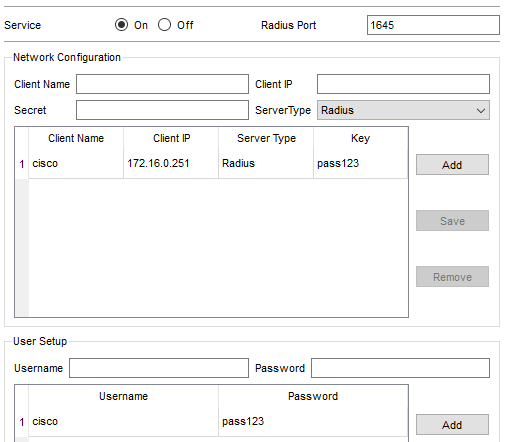 Service On Off Radius Port 1645
Network Configuration
Client Name Client IP
Secret ServerType Radius
Client Name Client IP Server Type Key
1 cisco 172.16.0.251 Radius pass123 Add
Save
Remove
User Setup
Username Password
Username Password
1 cisco pass123 Add